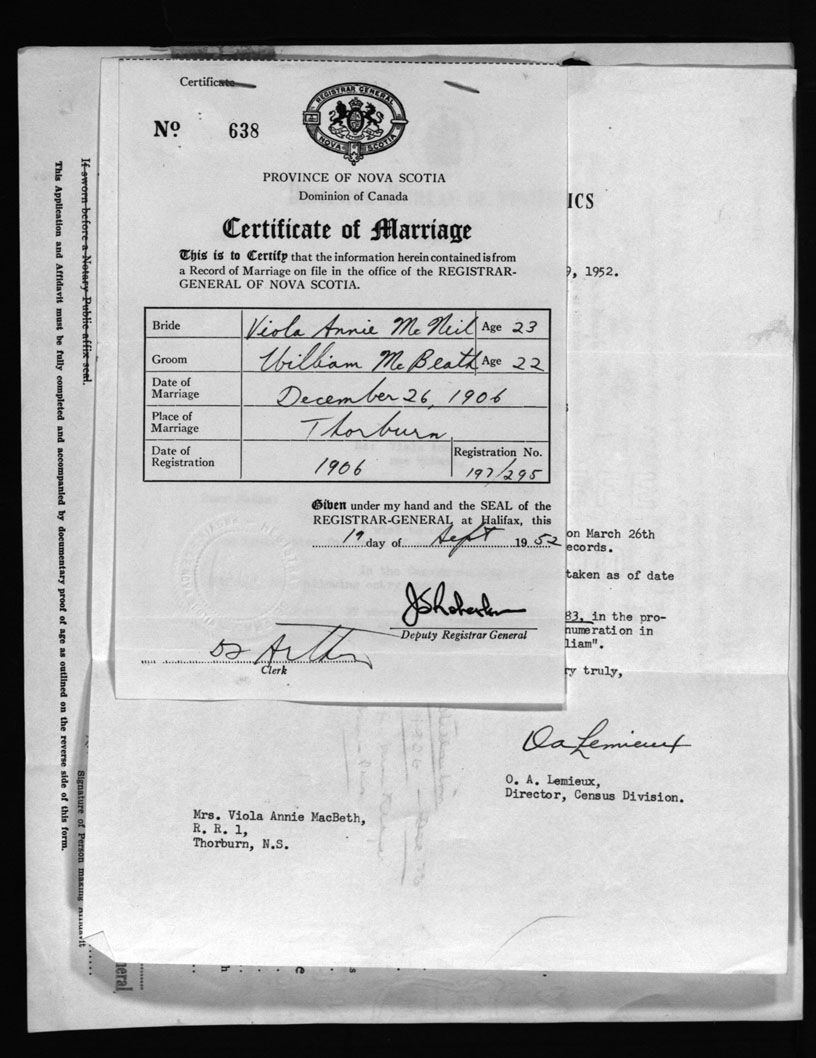 Certificate
No 638
REGISTRAR GENERAL
NOVA SCOTIA
PROVINCE OF NOVA SCOTIA
Dominion of Canada
Certificate of Marriage
This is to Certify that the information herein contained is from
a Record of Marriage on file in the office of the REGISTRAR-
GENERAL OF NOVA SCOTIA.
Bride Viola Annie McNeil Age 23
Groom William McBeath Age 22
Date of
Marriage December 26, 1906
Place of
Marriage Thorburn
Date of
Registration 1906
Registration No.
197/295
Given under my hand and the SEAL of the
REGISTRAR-GENERAL at Halifax, this
19 day of Sept 1952
Deputy Registrar General
Clerk
ICS
9, 1952.
on March 26th
ecords.
taken as of date
83, in the pro-
numeration in
liam".
ry truly,
O A Lemieux
O. A. Lemieux,
Director, Census Division.
Mrs. Viola Annie MacBeth,
R. R. 1,
Thorburn, N.S.
If sworn before a Notary Public affix seal.
This Application and Affidavit must be fully completed and accompanied by documentary proof of age as outlined on the reverse side of this form.
Signature of Person making Affidavit
neral